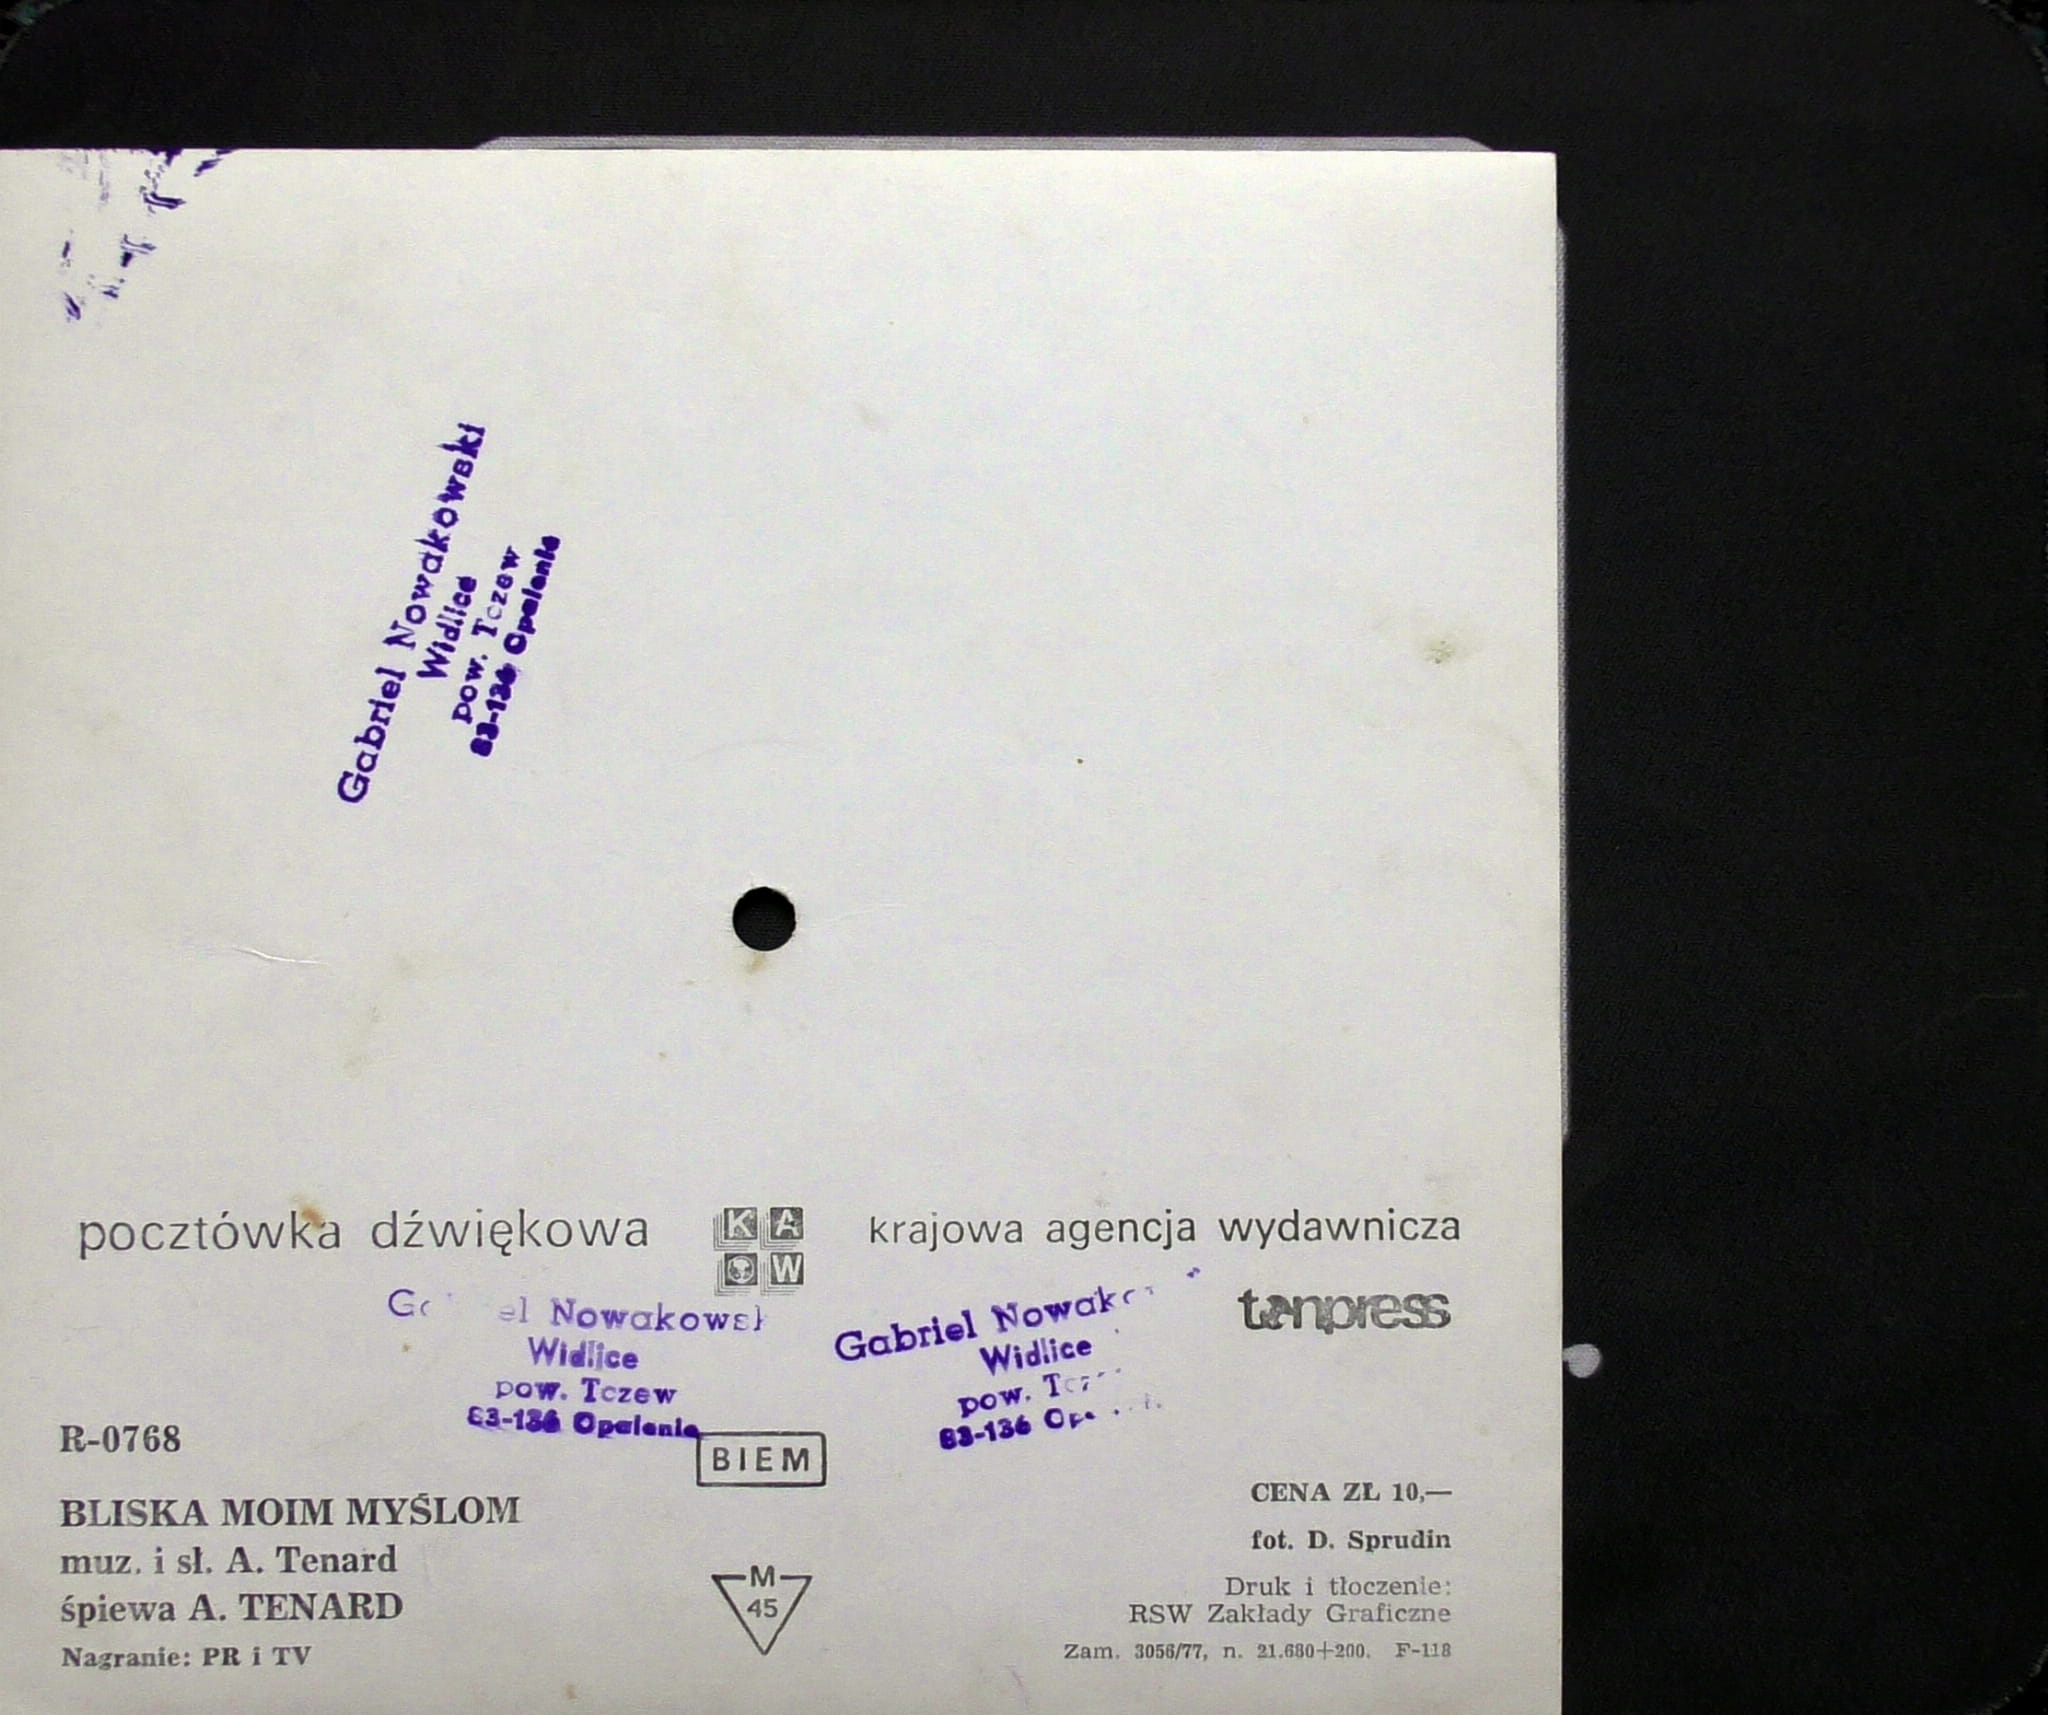 Gabriel Nowakowski
Widlice
pow. Tczew
83-136 Opalenie
pocztówka dźwiękowa
K A
W
krajowa agencja wydawnicza
tonpress
Nowakowski
Widlice
pow. Tczew
83-136 Opalenie
Gabriel
Widlice
pow.
83-136
R-0768
BIEM
BLISKA MOIM MYŚLOM
muz. i sł. A. Tenard
śpiewa A. TENARD
Nagranie: PR i TV
M
45
CENA ZŁ 10,—
fot. D. Sprudin
Druk i tłoczenie:
RSW Zakłady Graficzne
Zam. 3056/77, n. 21.680+200. F-118